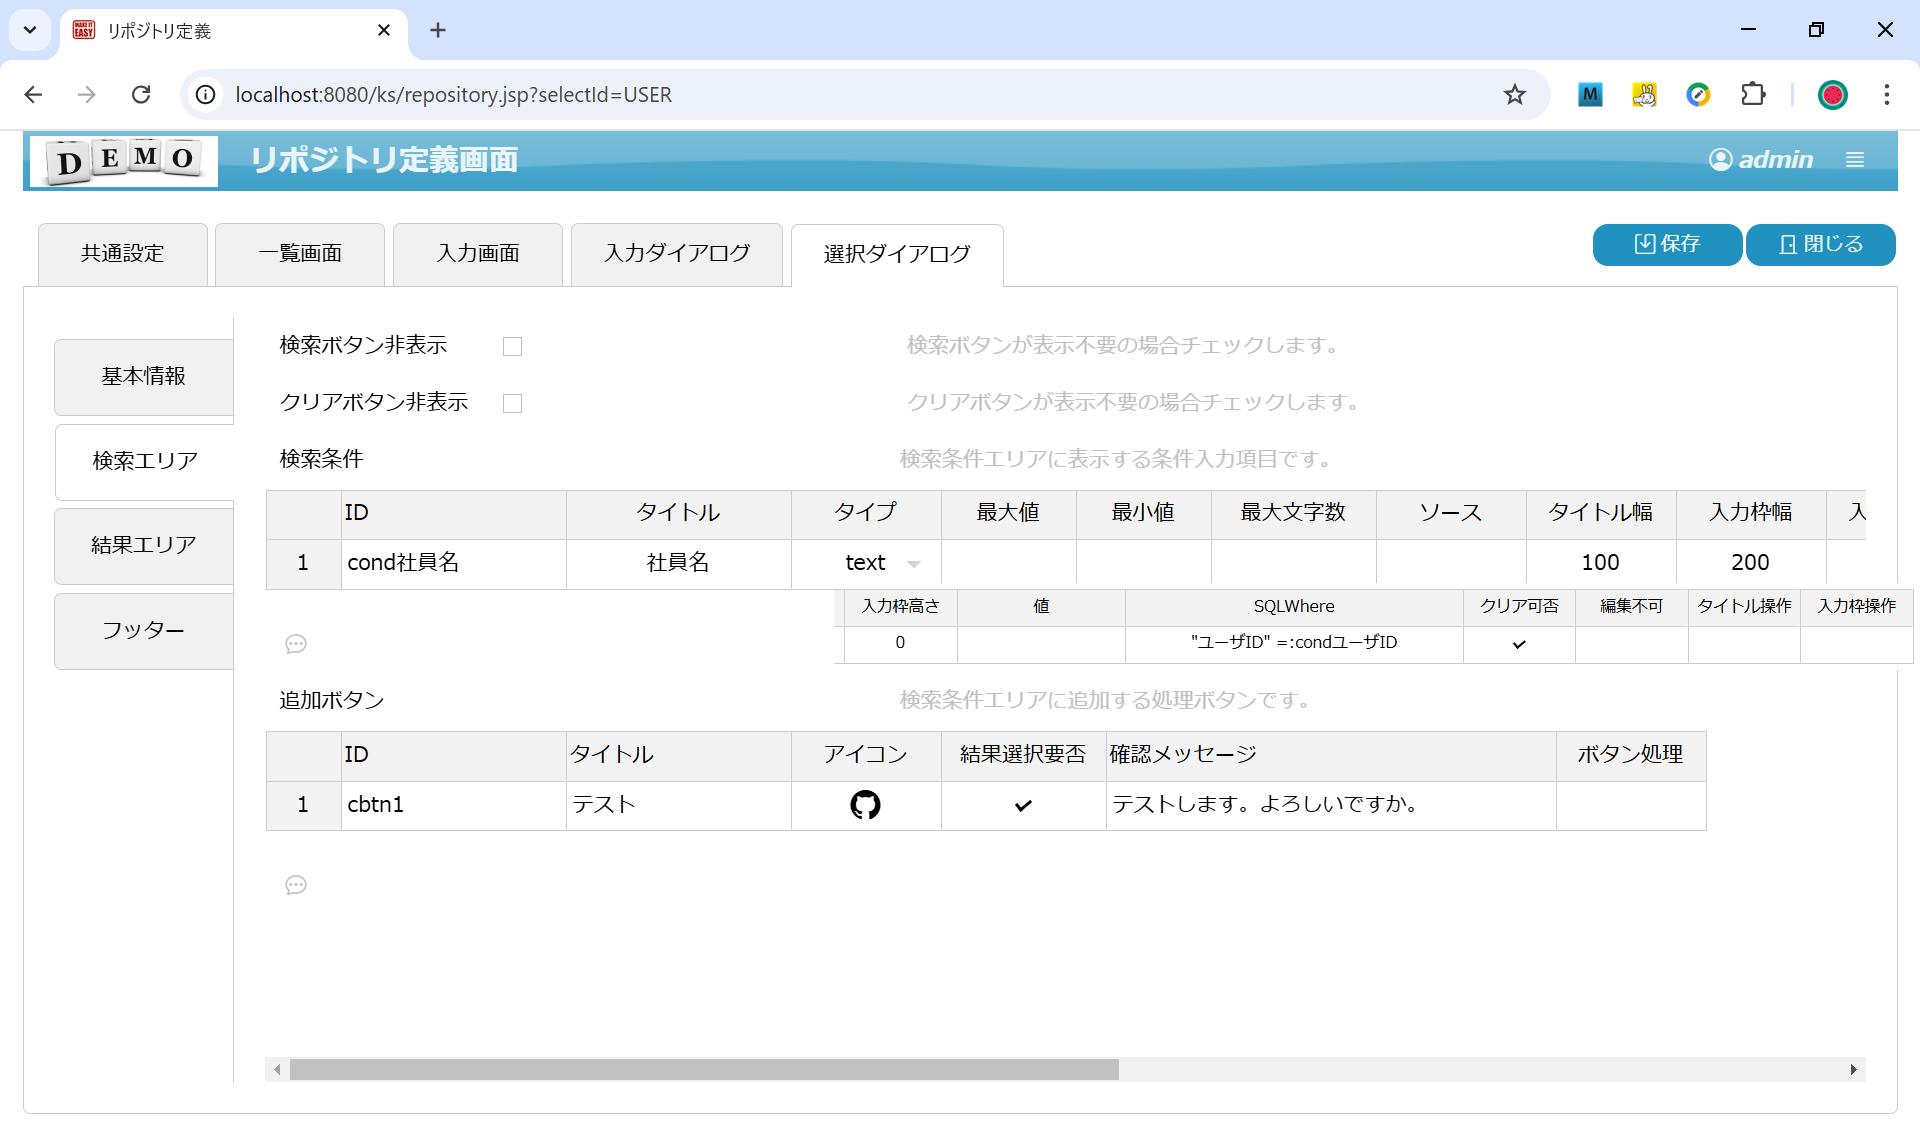 リポジトリ定義
localhost:8080/ks/repository.jsp?selectId=USER
DEMO リポジトリ定義画面 admin
共通設定 一覧画面 入力画面 入力ダイアログ 選択ダイアログ 保存 閉じる
基本情報
検索エリア
結果エリア
フッター
検索ボタン非表示 検索ボタンが表示不要の場合チェックします。
クリアボタン非表示 クリアボタンが表示不要の場合チェックします。
検索条件 検索条件エリアに表示する条件入力項目です。
ID タイトル タイプ 最大値 最小値 最大文字数 ソース タイトル幅 入力枠幅 入
1 cond社員名 社員名 text 100 200
入力枠高さ 値 SQLWhere クリア可否 編集不可 タイトル操作 入力枠操作
0 "ユーザID" =:condユーザID
追加ボタン 検索条件エリアに追加する処理ボタンです。
ID タイトル アイコン 結果選択要否 確認メッセージ ボタン処理
1 cbtn1 テスト テストします。よろしいですか。